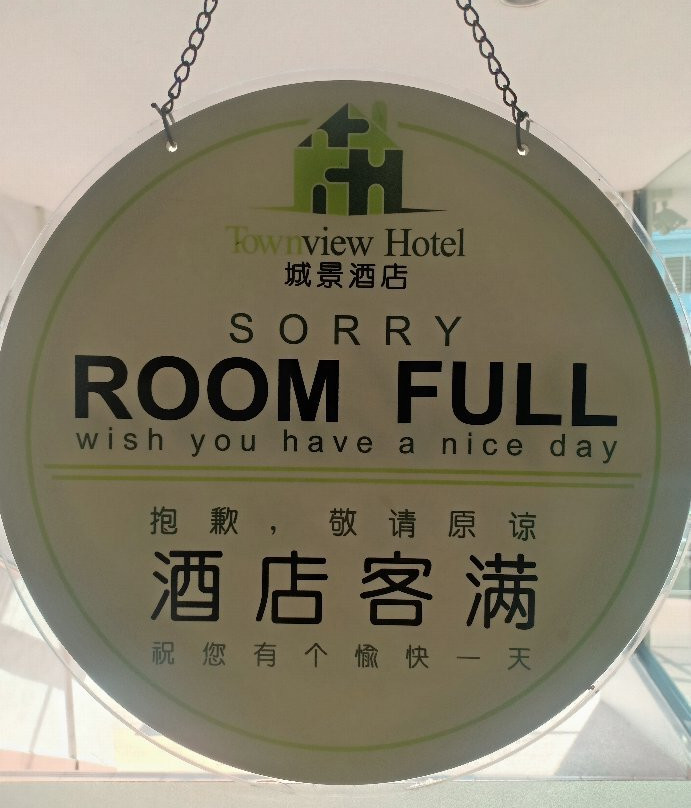 Townview Hotel
城景酒店
SORRY
ROOM FULL
wish you have a nice day
抱歉，敬请原谅
酒店客满
祝您有个愉快一天